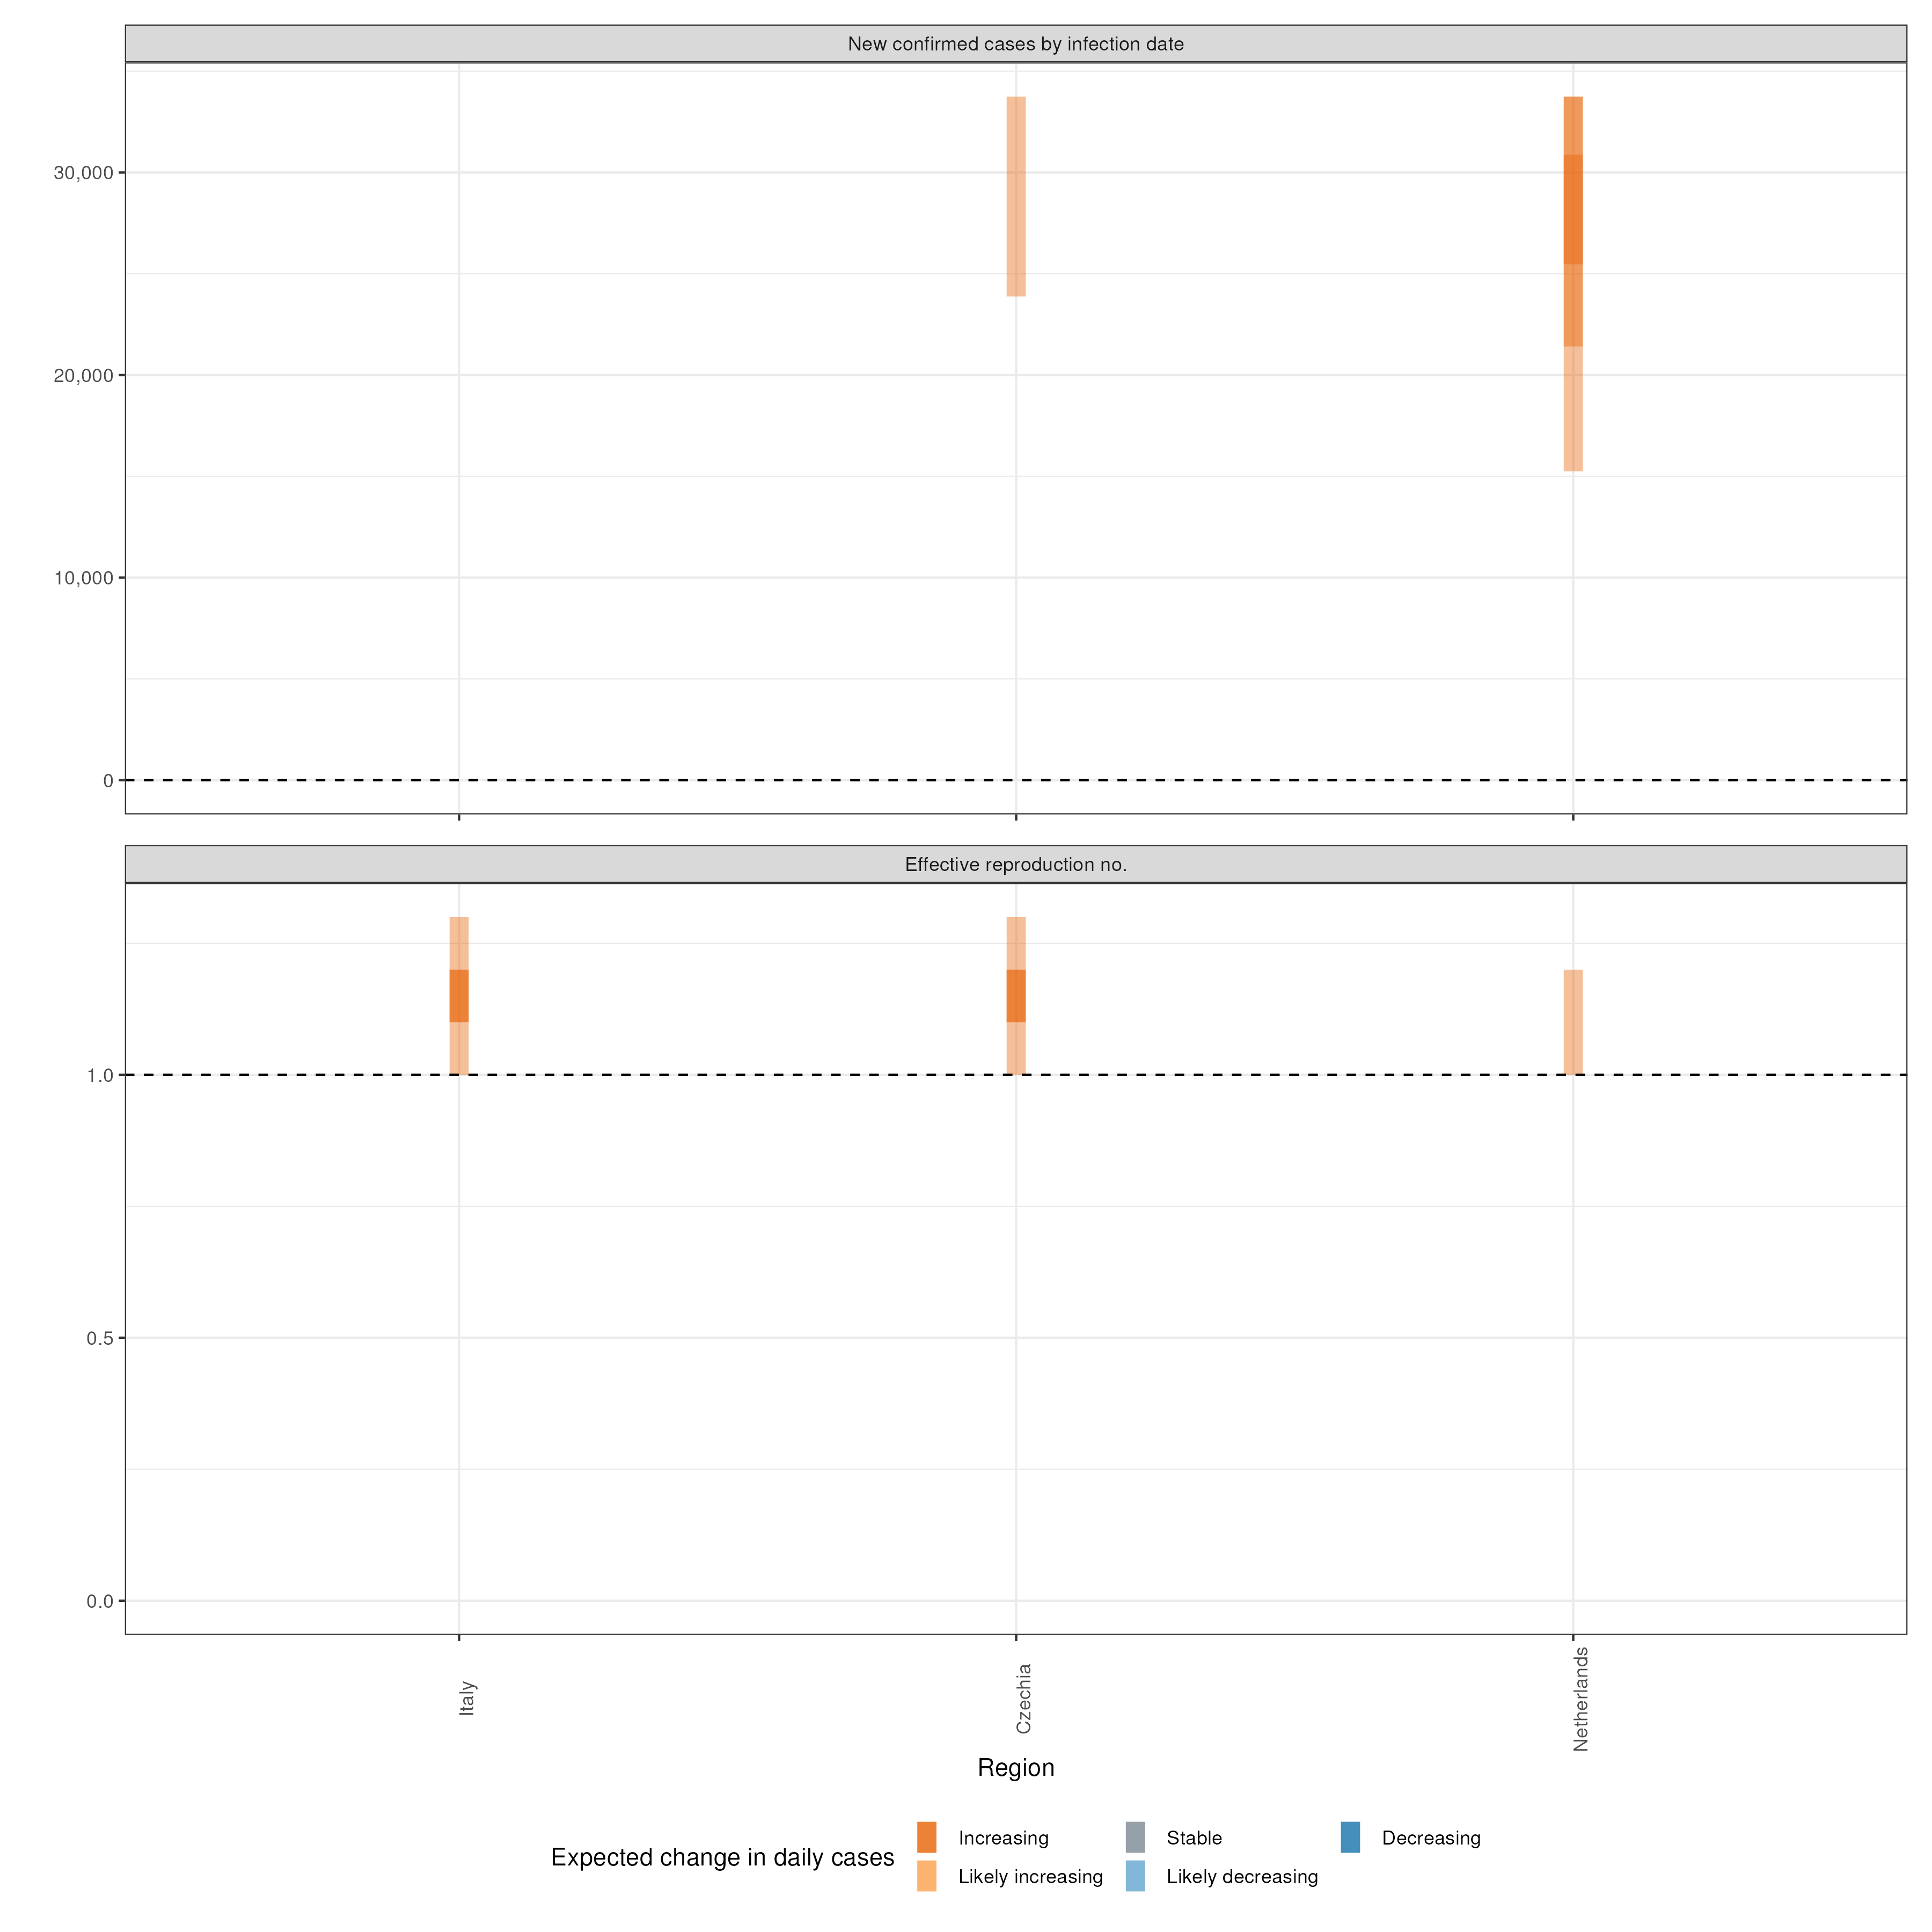 New confirmed cases by infection date
30,000
20,000
10,000
0
Effective reproduction no.
1.0
0.5
0.0
Italy
Czechia
Netherlands
Region
Expected change in daily cases
Increasing
Stable
Decreasing
Likely increasing
Likely decreasing